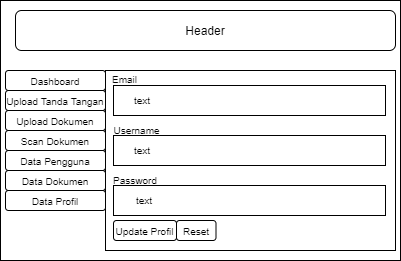 Header
Dashboard
Upload Tanda Tangan
Upload Dokumen
Scan Dokumen
Data Pengguna
Data Dokumen
Data Profil
Email
text
Username
text
Password
text
Update Profil
Reset